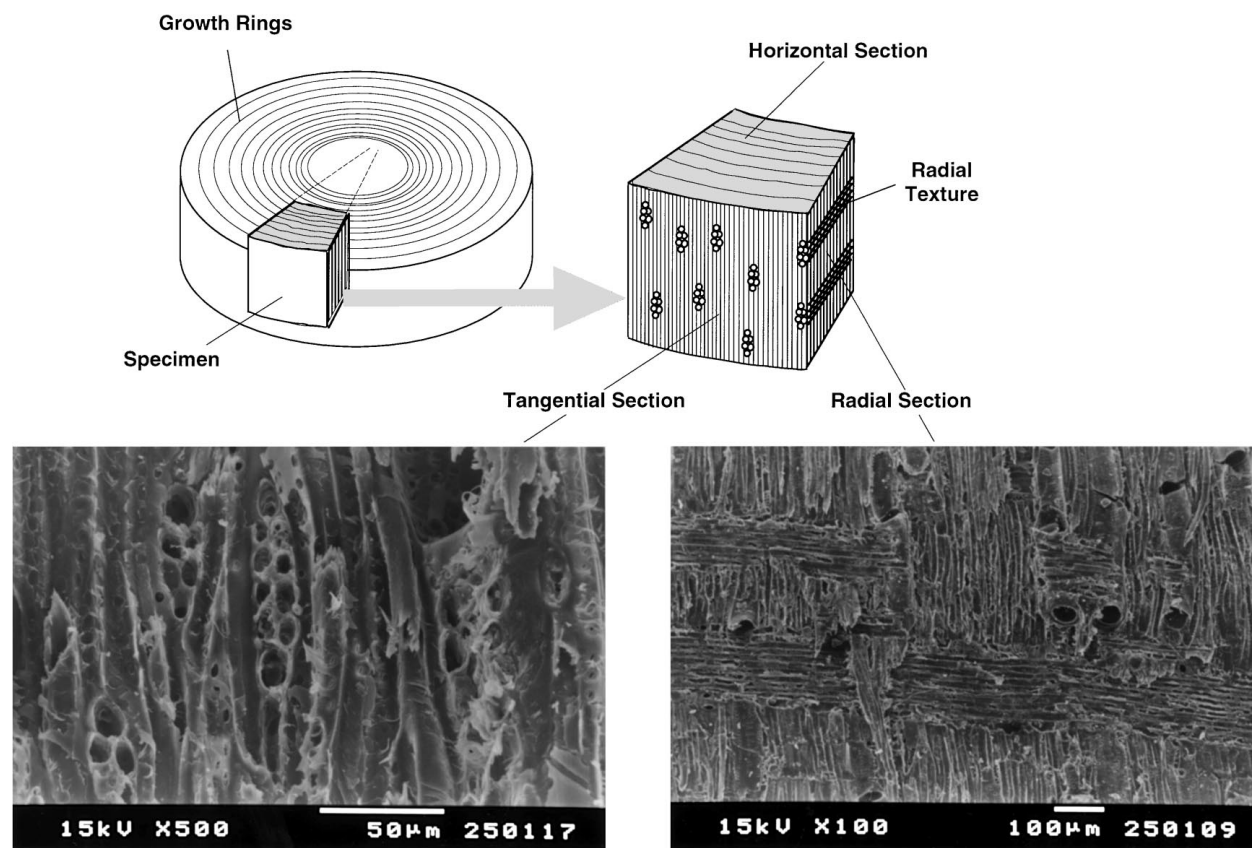 Growth Rings
Horizontal Section
Radial
Texture
Specimen
Tangential Section
Radial Section
15kV X500 50μm 250117
15kV X100 100μm 250109